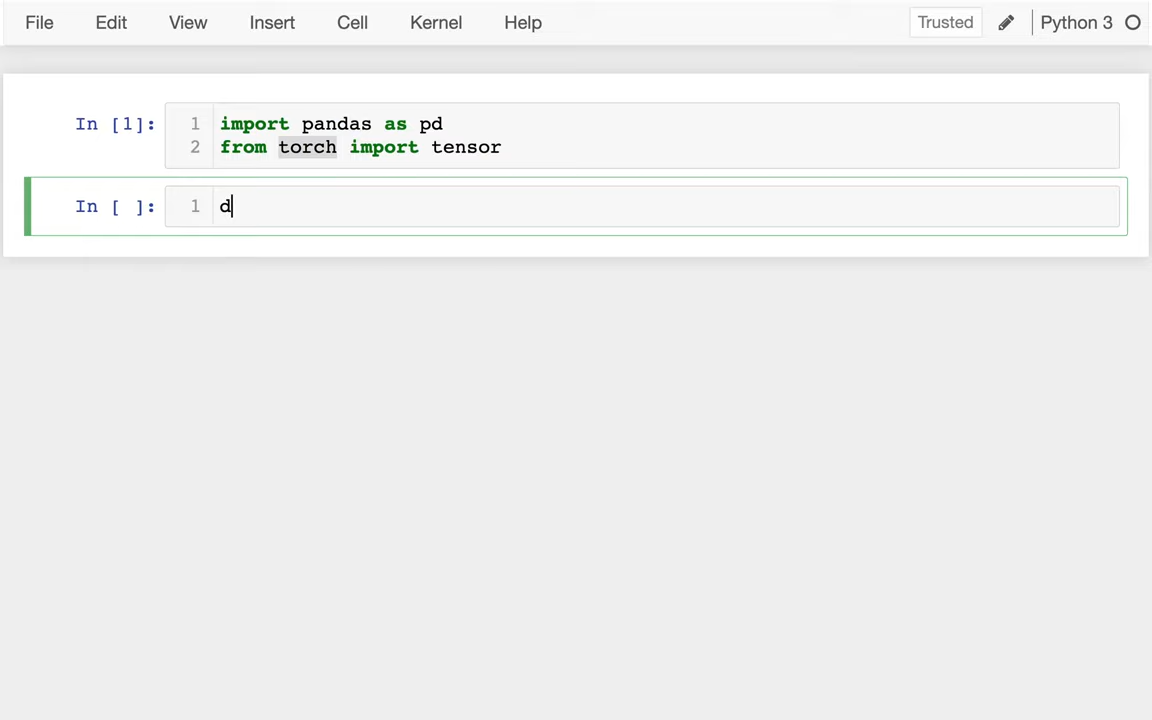 File Edit View Insert Cell Kernel Help Trusted Python 3
In [1]: 1 import pandas as pd
2 from torch import tensor
In [ ]: 1 d